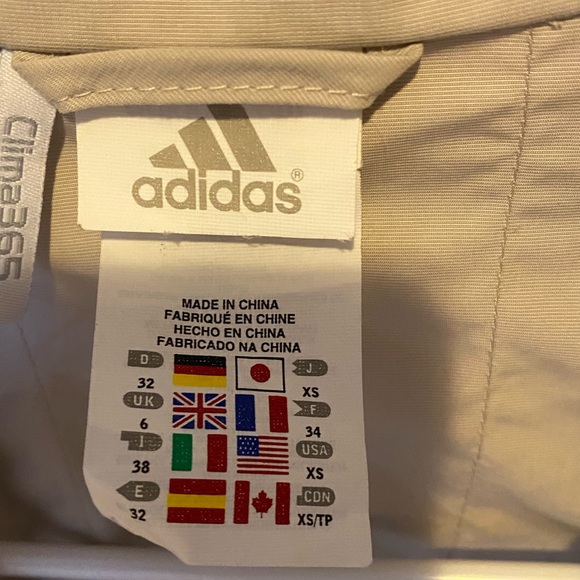 Clima365
adidas®
MADE IN CHINA
FABRIQUÉ EN CHINE
HECHO EN CHINA
FABRICADO NA CHINA
D J
32 XS
UK F
6 34
I USA
38 XS
E CDN
32 XS/TP